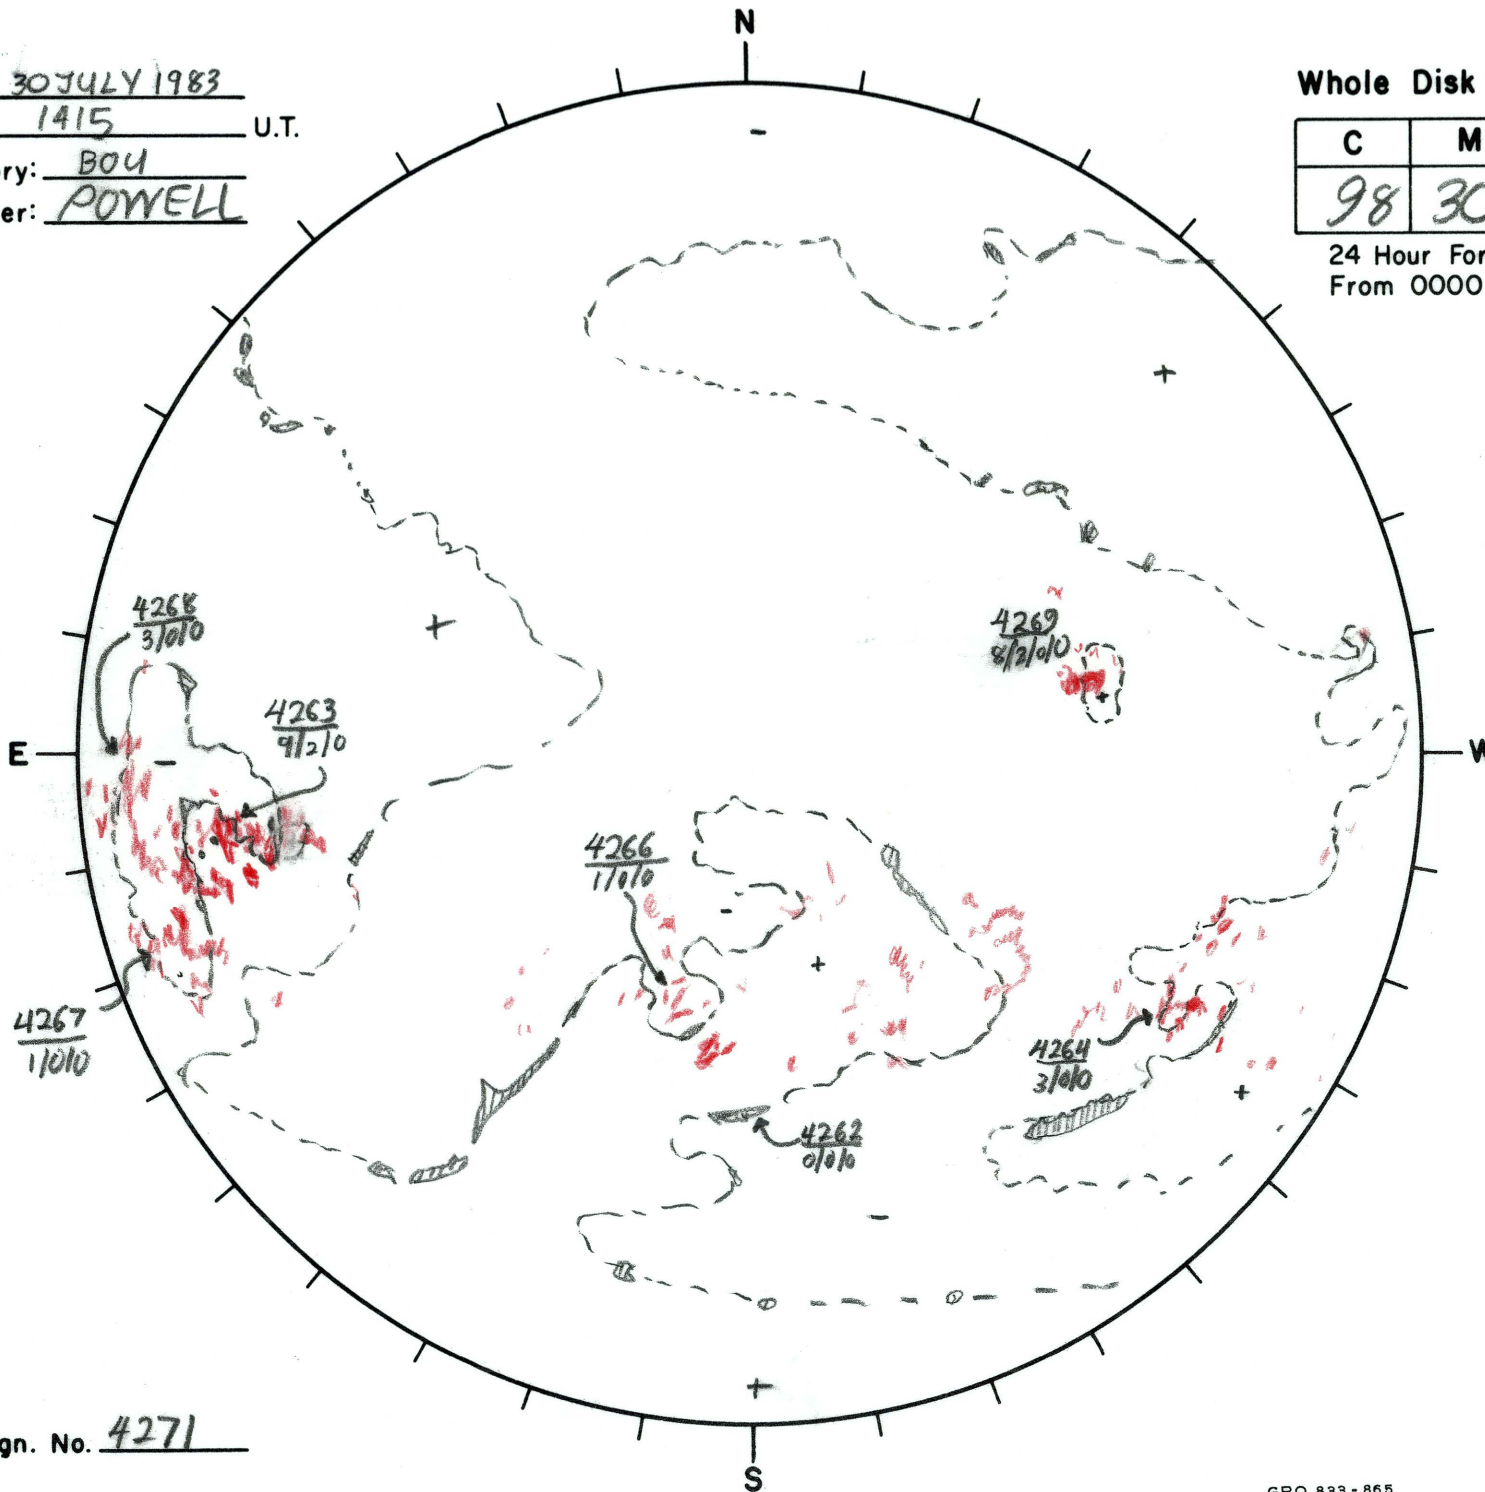 N
30 JULY 1983
1415 U.T.
ry: BOU
er: POWELL
Whole Disk
C M
98 30
24 Hour For
From 0000
4268
3/0/0
4269
8/2/0/0
4263
9/2/0
E
W
4266
1/0/0
4267
1/0/0
4264
3/0/0
4262
0/0/0
gn. No. 4271
S
GPO 833-865